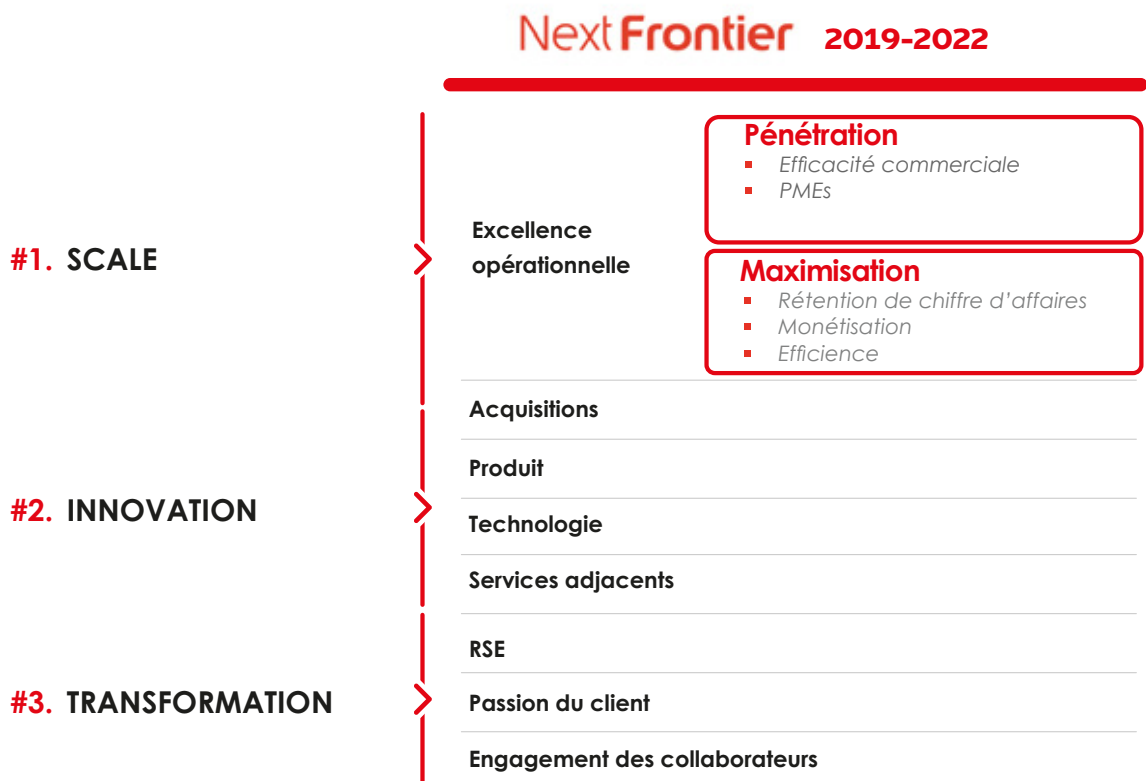 Next Frontier 2019-2022
#1. SCALE
Excellence
opérationnelle
Pénétration
▪ Efficacité commerciale
▪ PMEs
Maximisation
▪ Rétention de chiffre d’affaires
▪ Monétisation
▪ Efficience
Acquisitions
#2. INNOVATION
Produit
Technologie
Services adjacents
#3. TRANSFORMATION
RSE
Passion du client
Engagement des collaborateurs